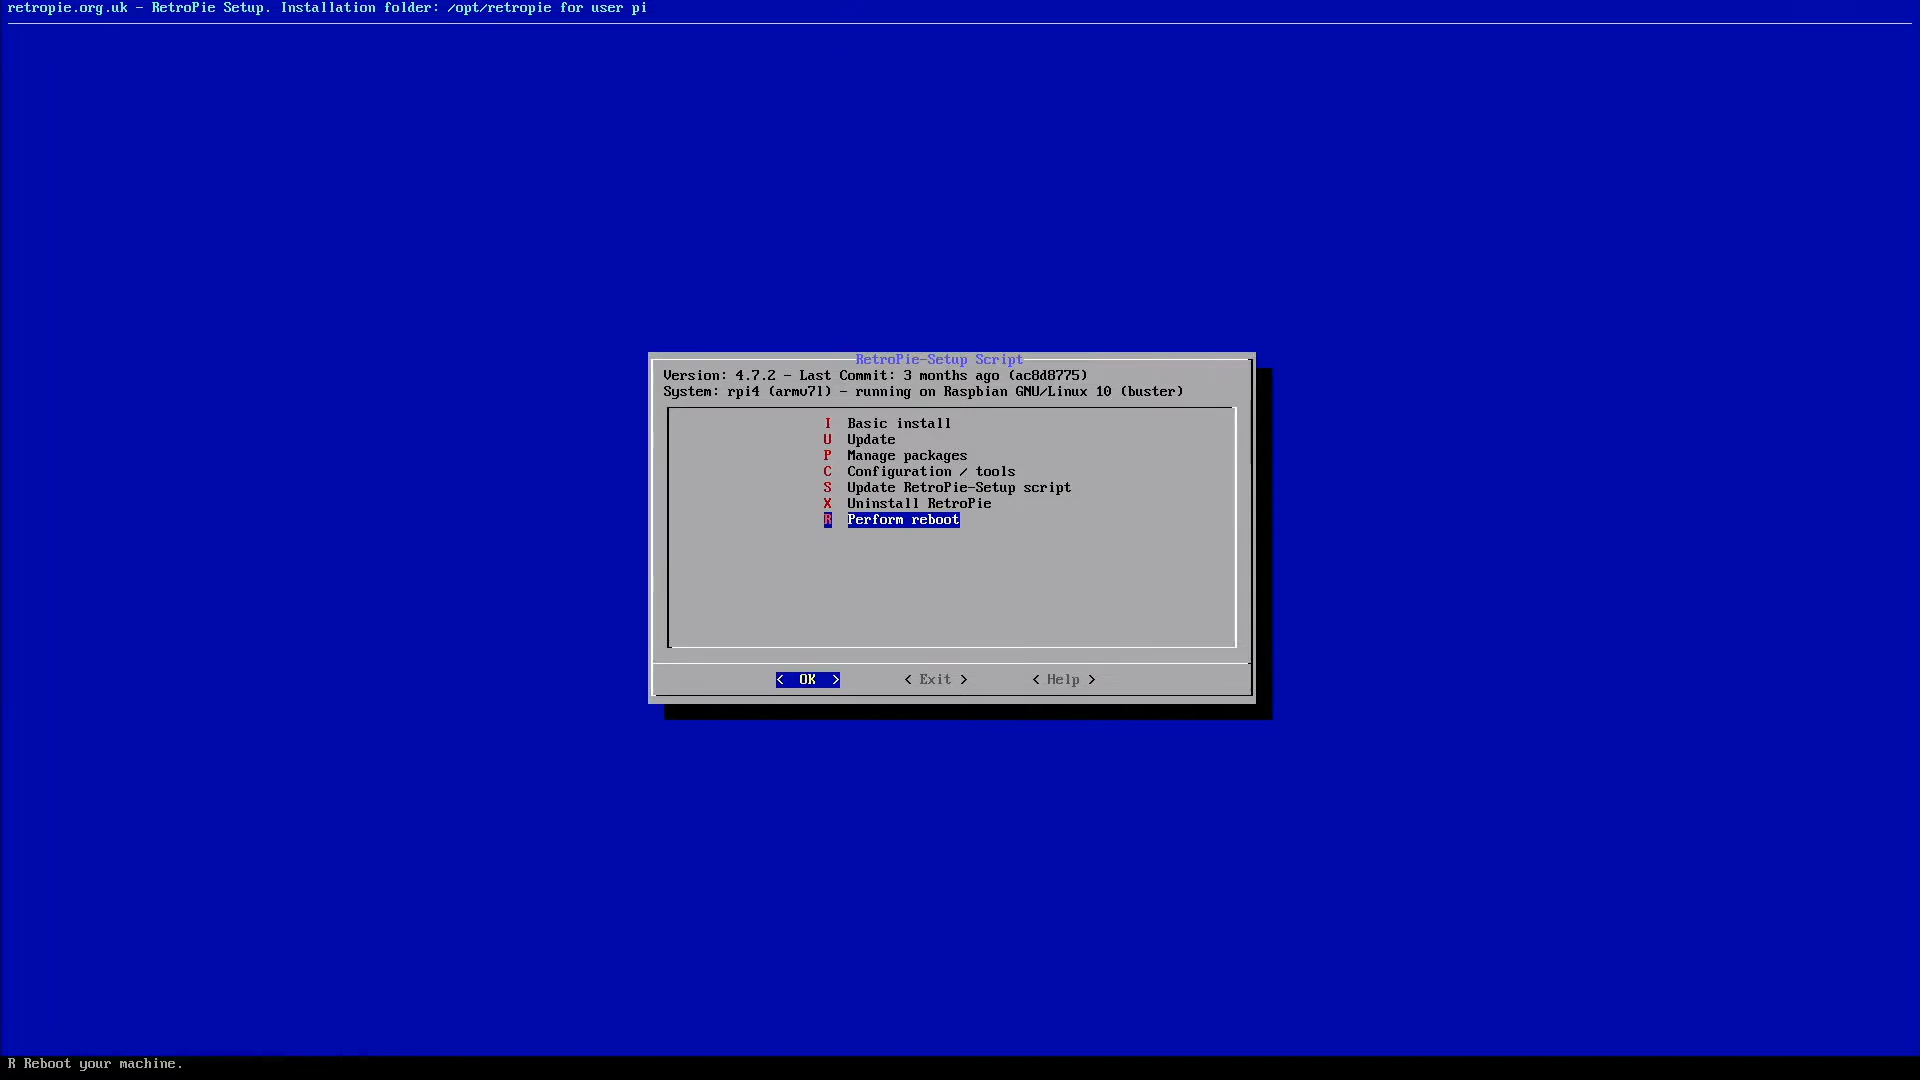 retropie.org.uk - RetroPie Setup. Installation folder: /opt/retropie for user pi
RetroPie-Setup Script
Version: 4.7.2 - Last Commit: 3 months ago (ac8d8775)
System: rpi4 (armv7l) - running on Raspbian GNU/Linux 10 (buster)
I Basic install
U Update
P Manage packages
C Configuration / tools
S Update RetroPie-Setup script
X Uninstall RetroPie
R Perform reboot
< OK > < Exit > < Help >
R Reboot your machine.